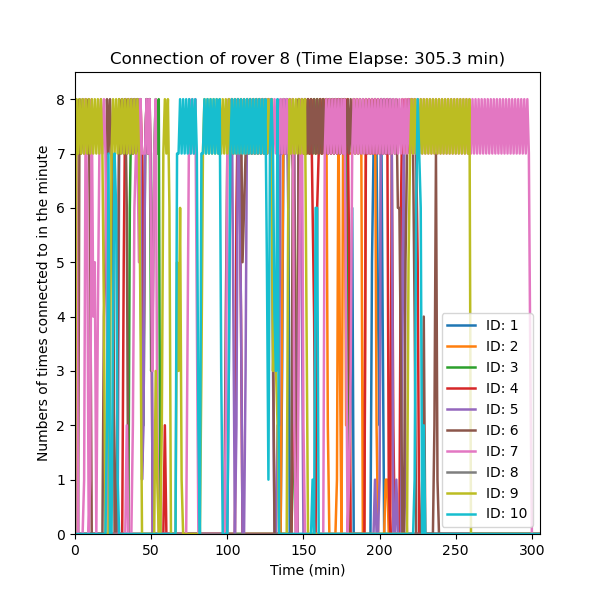 Connection of rover 8 (Time Elapse: 305.3 min)
Numbers of times connected to in the minute
8
7
6
5
4
3
2
1
0
ID: 1
ID: 2
ID: 3
ID: 4
ID: 5
ID: 6
ID: 7
ID: 8
ID: 9
ID: 10
0 50 100 150 200 250 300
Time (min)